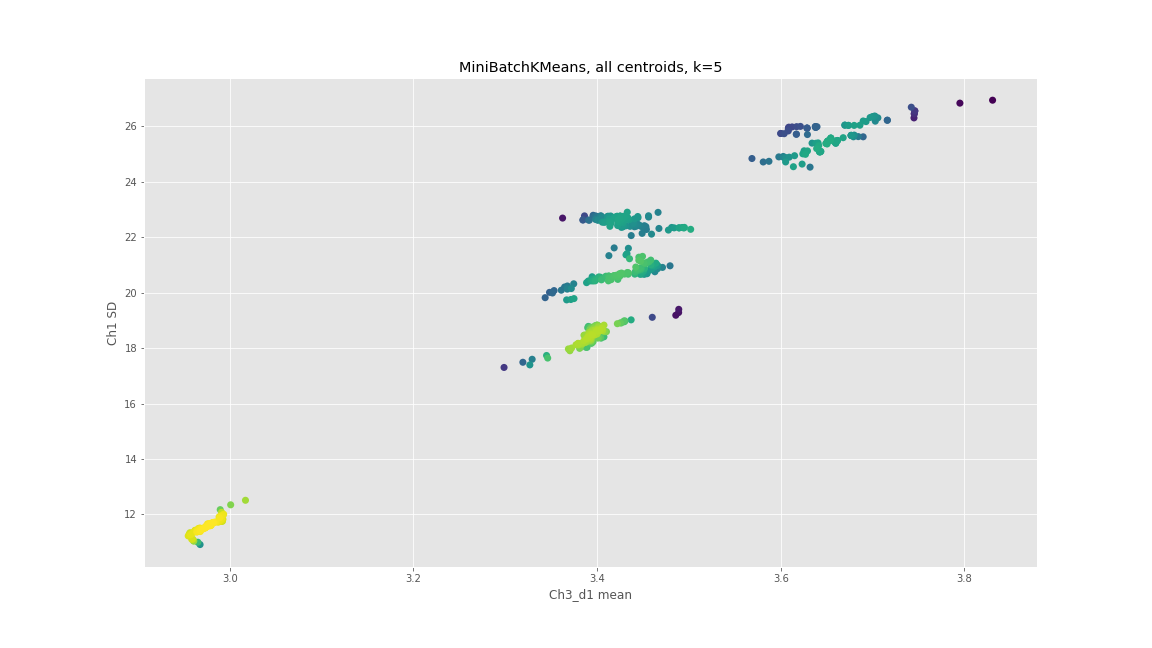 MiniBatchKMeans, all centroids, k=5
26
24
22
20
18
16
14
12
Ch1 SD
3.0 3.2 3.4 3.6 3.8
Ch3_d1 mean